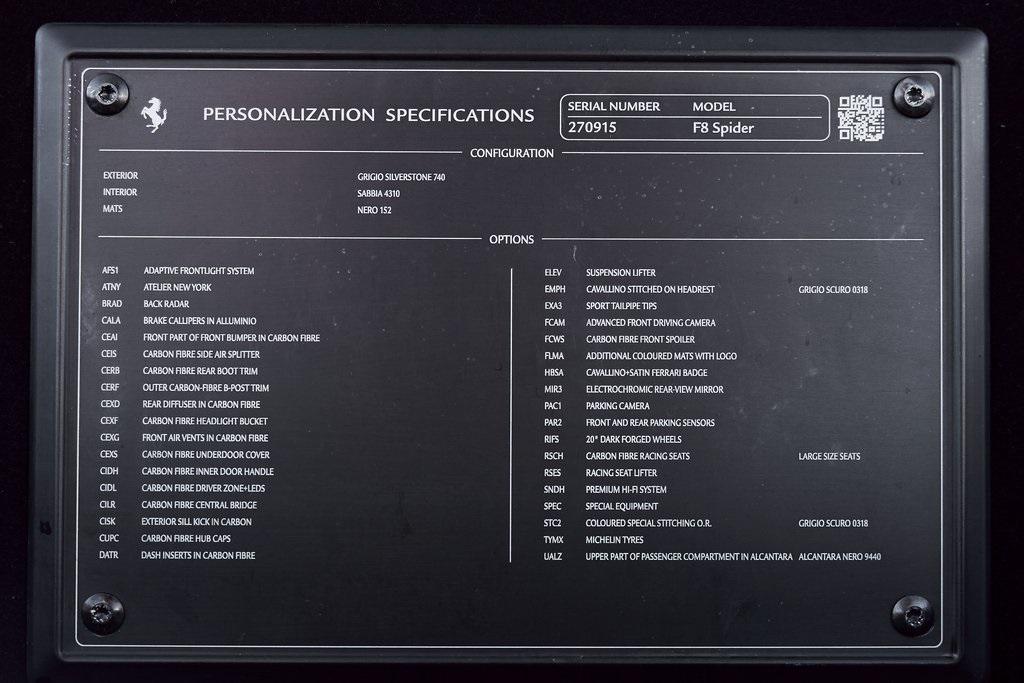 PERSONALIZATION SPECIFICATIONS
SERIAL NUMBER MODEL
270915 F8 Spider
CONFIGURATION
EXTERIOR GRIGIO SILVERSTONE 740
INTERIOR SABBIA 4310
MATS NERO 152
OPTIONS
AFS1 ADAPTIVE FRONTLIGHT SYSTEM
ATNY ATELIER NEW YORK
BRAD BACK RADAR
CALA BRAKE CALLIPERS IN ALLUMINIO
CEAI FRONT PART OF FRONT BUMPER IN CARBON FIBRE
CEIS CARBON FIBRE SIDE AIR SPLITTER
CERB CARBON FIBRE REAR BOOT TRIM
CERF OUTER CARBON-FIBRE B-POST TRIM
CEXD REAR DIFFUSER IN CARBON FIBRE
CEXF CARBON FIBRE HEADLIGHT BUCKET
CEXG FRONT AIR VENTS IN CARBON FIBRE
CEXS CARBON FIBRE UNDERDOOR COVER
CIDH CARBON FIBRE INNER DOOR HANDLE
CIDL CARBON FIBRE DRIVER ZONE+LEDS
CILR CARBON FIBRE CENTRAL BRIDGE
CISK EXTERIOR SILL KICK IN CARBON
CUPC CARBON FIBRE HUB CAPS
DATR DASH INSERTS IN CARBON FIBRE
ELEV SUSPENSION LIFTER
EMPH CAVALLINO STITCHED ON HEADREST GRIGIO SCURO 0318
EXA3 SPORT TAILPIPE TIPS
FCAM ADVANCED FRONT DRIVING CAMERA
FCWS CARBON FIBRE FRONT SPOILER
FLMA ADDITIONAL COLOURED MATS WITH LOGO
HBSA CAVALLINO+SATIN FERRARI BADGE
MIR3 ELECTROCHROMIC REAR-VIEW MIRROR
PAC1 PARKING CAMERA
PAR2 FRONT AND REAR PARKING SENSORS
RIFS 20" DARK FORGED WHEELS
RSCH CARBON FIBRE RACING SEATS LARGE SIZE SEATS
RSES RACING SEAT LIFTER
SNDH PREMIUM HI-FI SYSTEM
SPEC SPECIAL EQUIPMENT
STC2 COLOURED SPECIAL STITCHING O.R. GRIGIO SCURO 0318
TYMX MICHELIN TYRES
UALZ UPPER PART OF PASSENGER COMPARTMENT IN ALCANTARA ALCANTARA NERO 9440